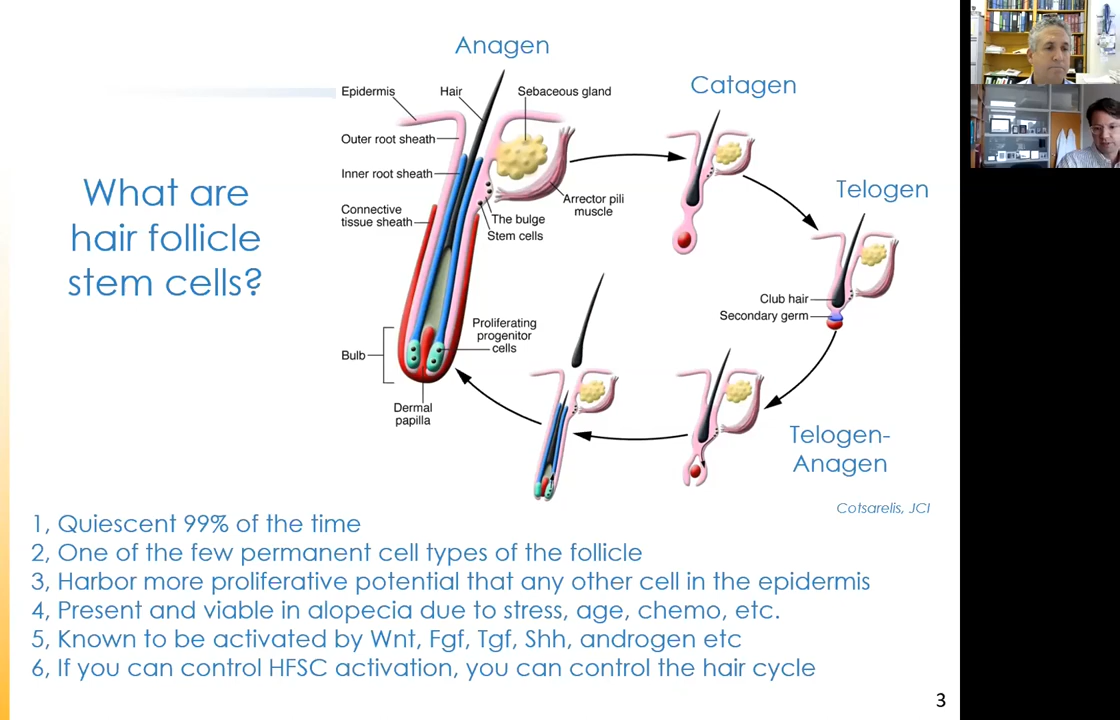 What are
hair follicle
stem cells?
Anagen
Epidermis
Hair
Sebaceous gland
Outer root sheath
Inner root sheath
Connective
tissue sheath
Arrector pili
muscle
The bulge
Stem cells
Proliferating
progenitor
cells
Bulb
Dermal
papilla
Catagen
Telogen
Club hair
Secondary germ
Telogen-
Anagen
Cotsarelis, JCI
1, Quiescent 99% of the time
2, One of the few permanent cell types of the follicle
3, Harbor more proliferative potential that any other cell in the epidermis
4, Present and viable in alopecia due to stress, age, chemo, etc.
5, Known to be activated by Wnt, Fgf, Tgf, Shh, androgen etc
6, If you can control HFSC activation, you can control the hair cycle
3